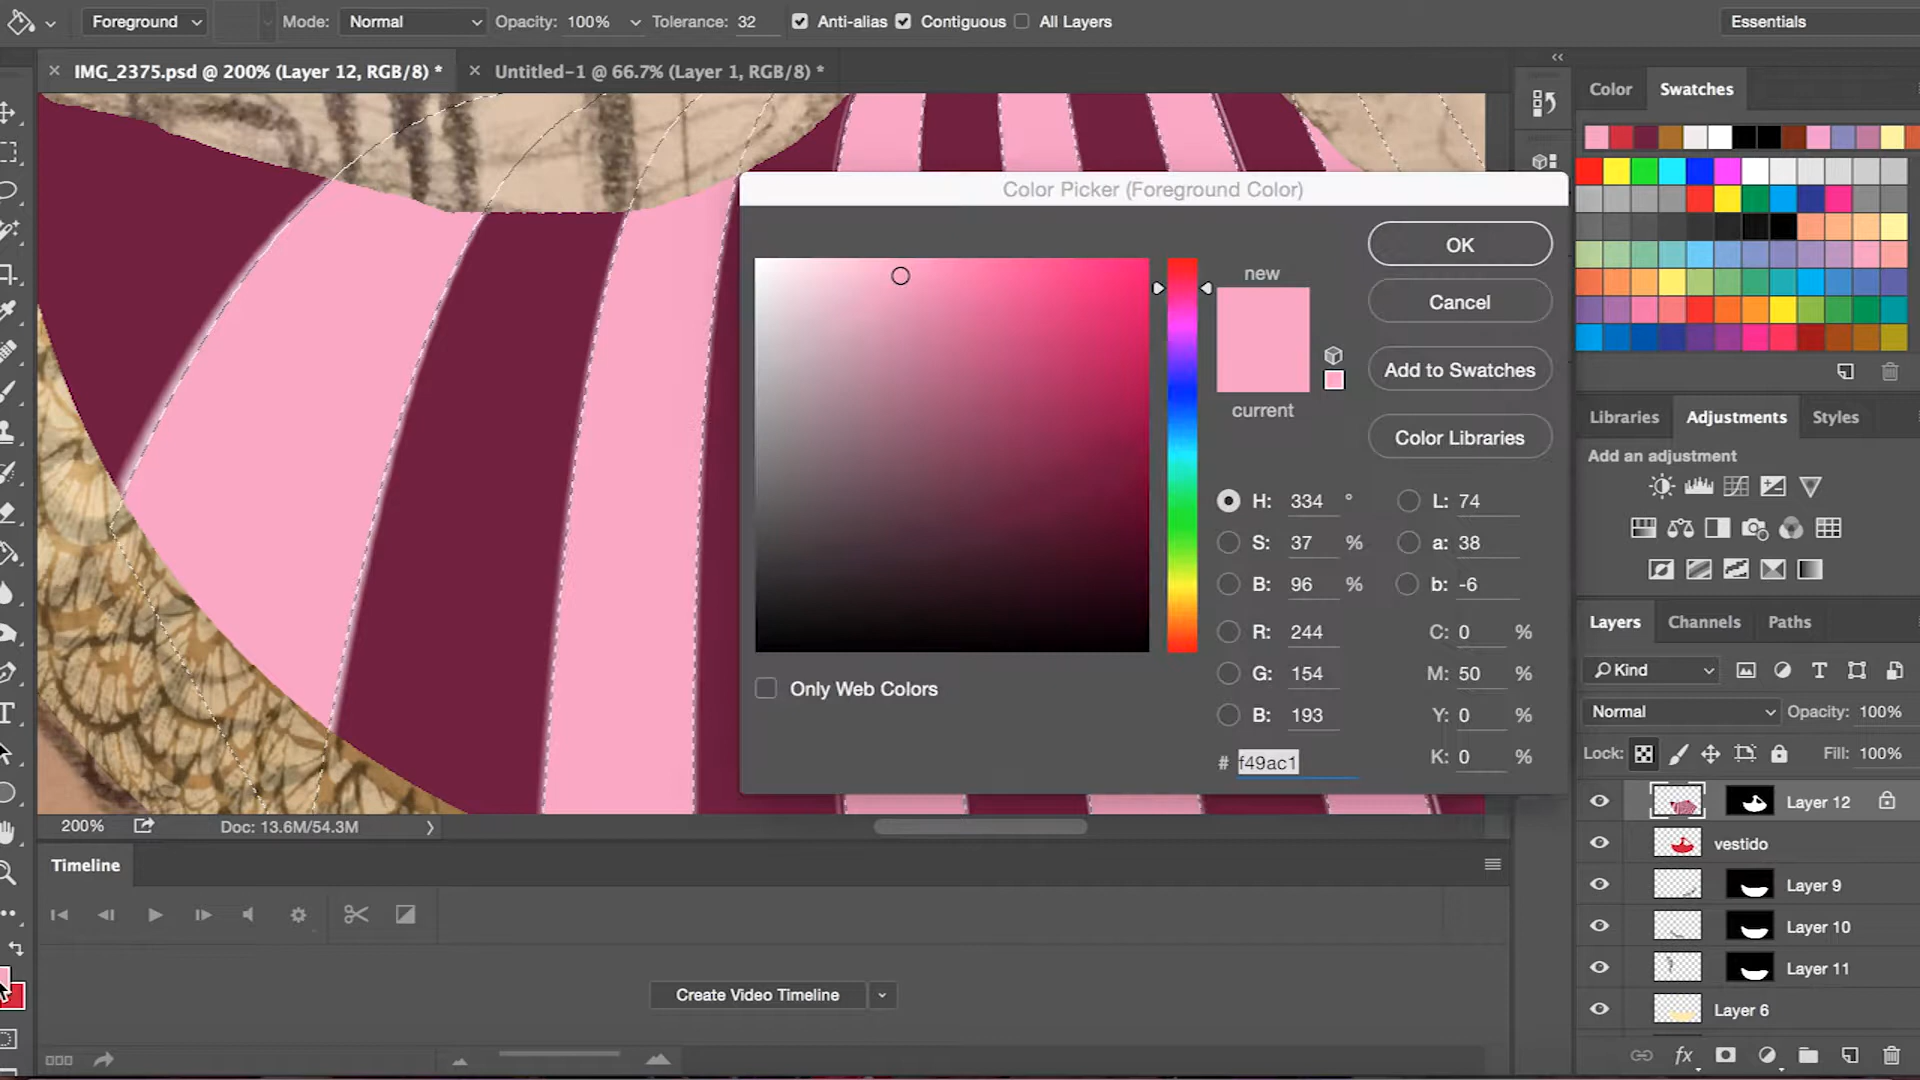 Foreground Mode: Normal Opacity: 100% Tolerance: 32 Anti-alias Contiguous All Layers Essentials
IMG_2375.psd @ 200% (Layer 12, RGB/8) * Untitled-1 @ 66.7% (Layer 1, RGB/8) *
Color Swatches
Color Picker (Foreground Color)
new
current
OK
Cancel
Add to Swatches
Color Libraries
H: 334 ° L: 74
S: 37 % a: 38
B: 96 % b: -6
R: 244 C: 0 %
G: 154 M: 50 %
B: 193 Y: 0 %
# f49ac1 K: 0 %
Only Web Colors
Libraries Adjustments Styles
Add an adjustment
Layers Channels Paths
Kind
Normal Opacity: 100%
Lock: Fill: 100%
Layer 12
vestido
Layer 9
Layer 10
Layer 11
Layer 6
fx
200% Doc: 13.6M/54.3M
Timeline
Create Video Timeline